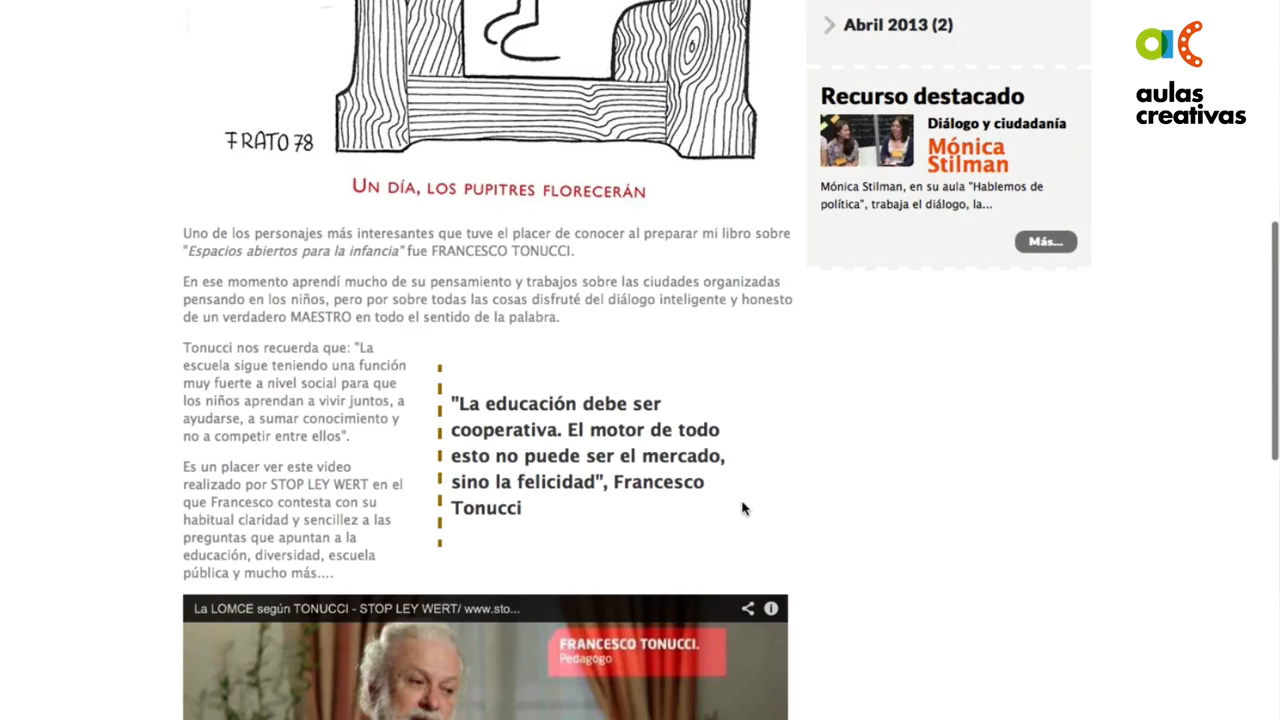 FRATO 78
UN DÍA, LOS PUPITRES FLORECERÁN
Uno de los personajes más interesantes que tuve el placer de conocer al preparar mi libro sobre
"Espacios abiertos para la infancia" fue FRANCESCO TONUCCI.
En ese momento aprendí mucho de su pensamiento y trabajos sobre las ciudades organizadas
pensando en los niños, pero por sobre todas las cosas disfruté del diálogo inteligente y honesto
de un verdadero MAESTRO en todo el sentido de la palabra.
Tonucci nos recuerda que: "La
escuela sigue teniendo una función
muy fuerte a nivel social para que
los niños aprendan a vivir juntos, a
ayudarse, a sumar conocimiento y
no a competir entre ellos".
Es un placer ver este video
realizado por STOP LEY WERT en el
que Francesco contesta con su
habitual claridad y sencillez a las
preguntas que apuntan a la
educación, diversidad, escuela
pública y mucho más....
"La educación debe ser
cooperativa. El motor de todo
esto no puede ser el mercado,
sino la felicidad", Francesco
Tonucci
La LOMCE según TONUCCI - STOP LEY WERT/ www.sto...
FRANCESCO TONUCCI.
Pedagogo
Abril 2013 (2)
Recurso destacado
Diálogo y ciudadanía
Mónica
Stilman
Mónica Stilman, en su aula "Hablemos de
política", trabaja el diálogo, la...
Más...
ac
aulas
creativas